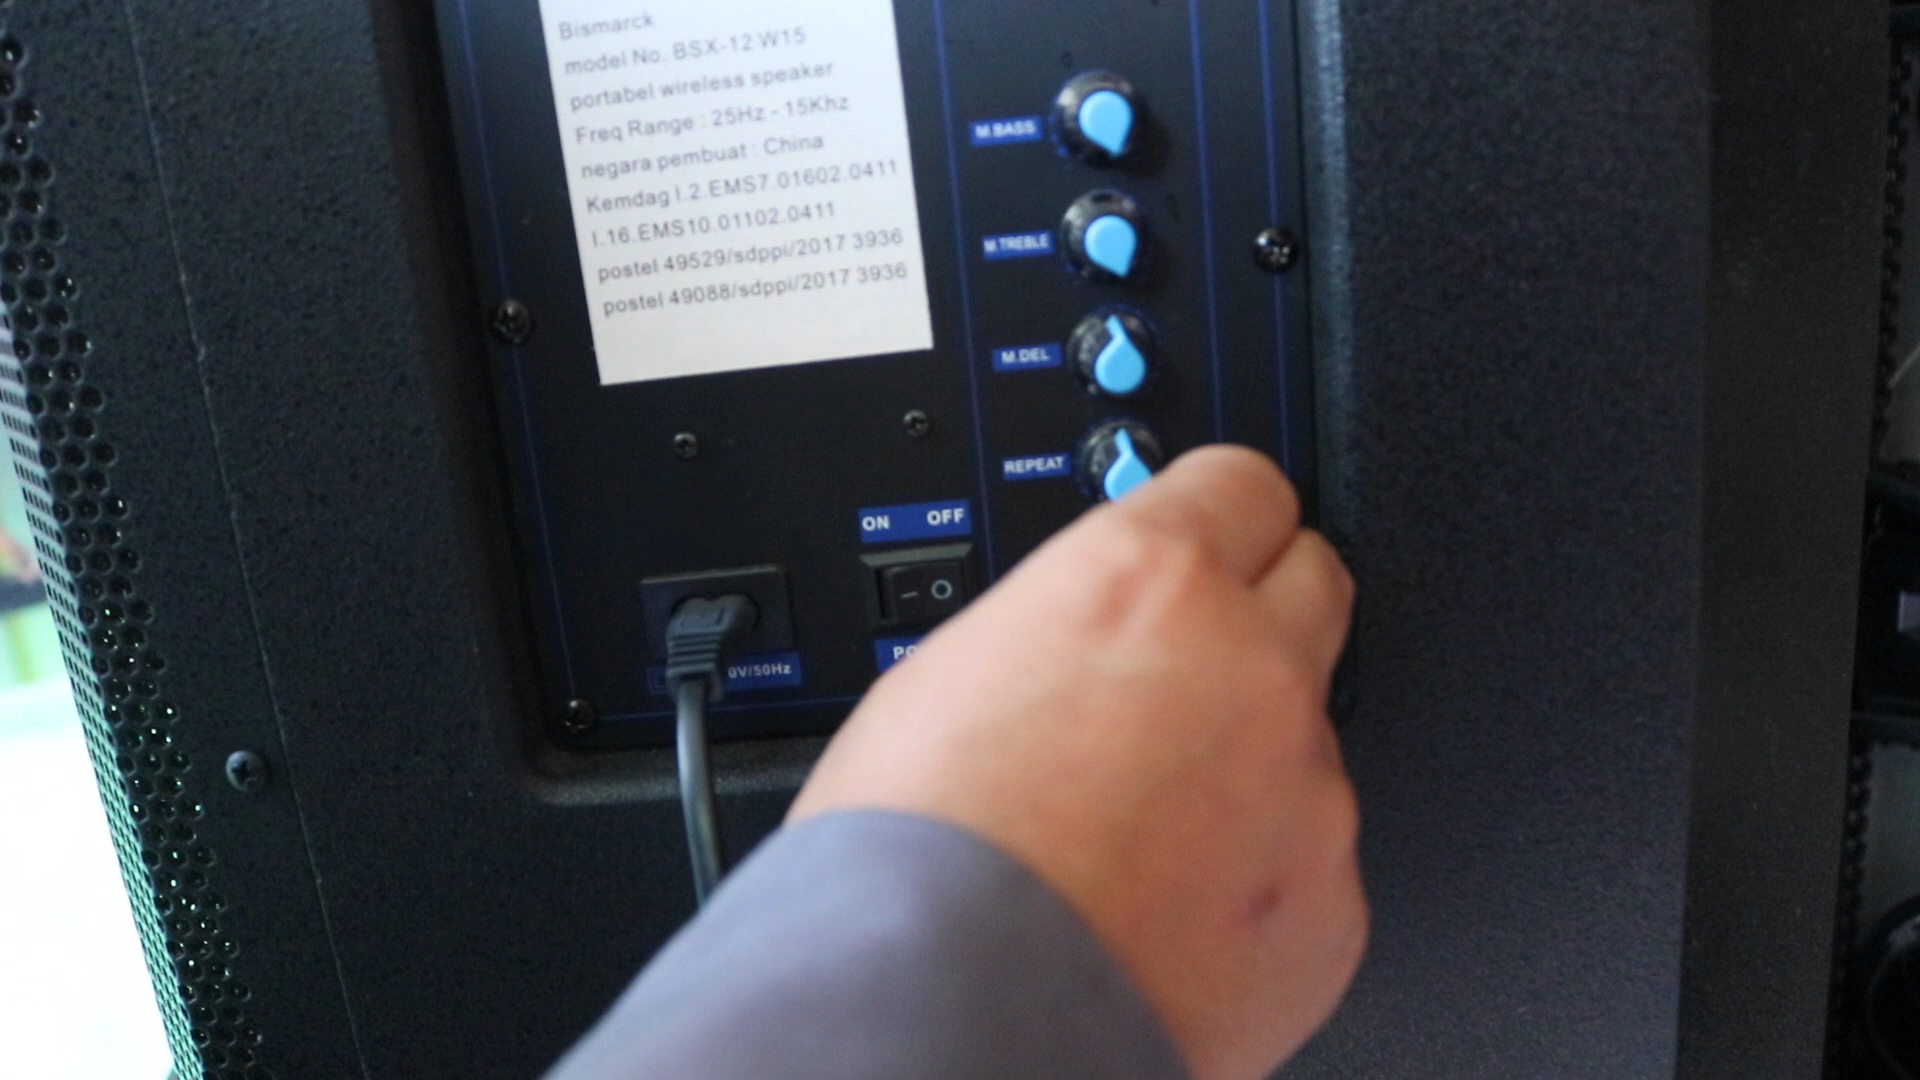 Bismarck
model No. BSX-12 W15
portabel wireless speaker
Freq Range : 25Hz - 15Khz
negara pembuat : China
Kemdag I.2.EMS7.01602.0411
I.16.EMS10.01102.0411
postel 49529/sdppi/2017 3936
postel 49088/sdppi/2017 3936
M.BASS
M.TREBLE
M.DEL
REPEAT
ON OFF
0V/50Hz